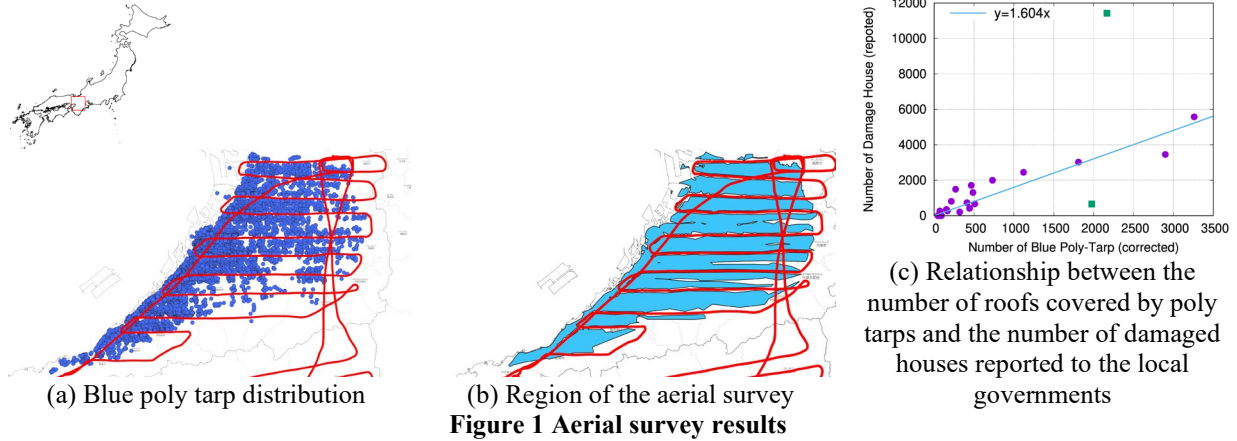 12000
10000
8000
6000
4000
2000
0
Number of Damage House (repoted)
y=1.604x
0 500 1000 1500 2000 2500 3000 3500
Number of Blue Poly-Tarp (corrected)
(a) Blue poly tarp distribution
(b) Region of the aerial survey
(c) Relationship between the
number of roofs covered by poly
tarps and the number of damaged
houses reported to the local
governments
Figure 1 Aerial survey results